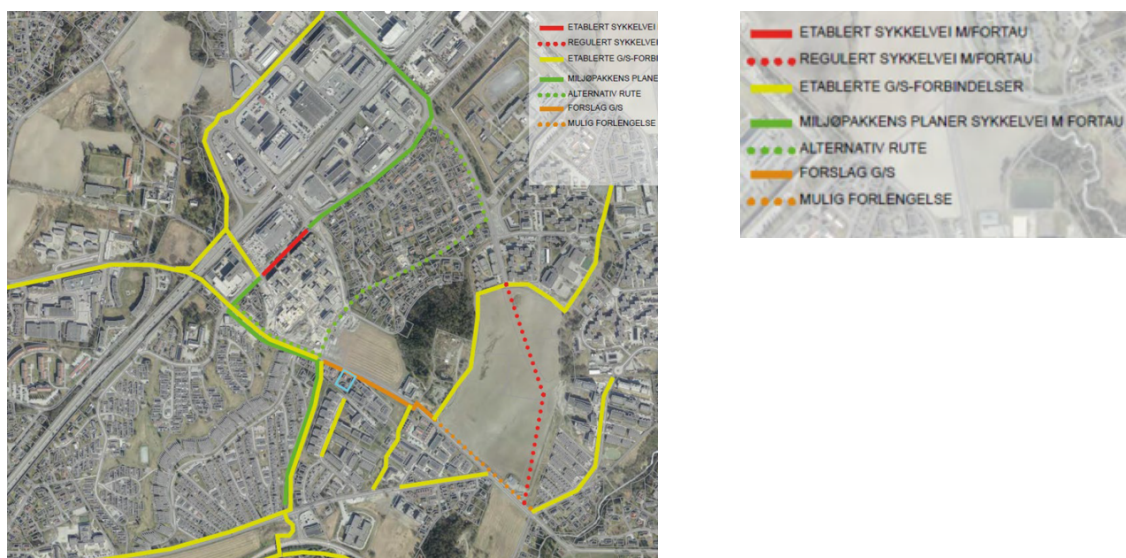 ETABLERT SYKKELVEI
REGULERT SYKKELVEI
ETABLERTE G/S-FORBI
MILJØPAKKENS PLANER
ALTERNATIV RUTE
FORSLAG G/S
MULIG FORLENGELSE
ETABLERT SYKKELVEI M/FORTAU
REGULERT SYKKELVEI M/FORTAU
ETABLERTE G/S-FORBINDELSER
MILJØPAKKENS PLANER SYKKELVEI M FORTAU
ALTERNATIV RUTE
FORSLAG G/S
MULIG FORLENGELSE